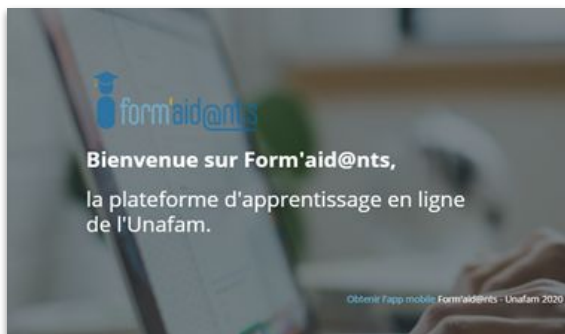 form'aid@nts
Bienvenue sur Form'aid@nts,
la plateforme d'apprentissage en ligne
de l'Unafam.
Obtenir l'app mobile Form'aid@nts - Unafam 2020